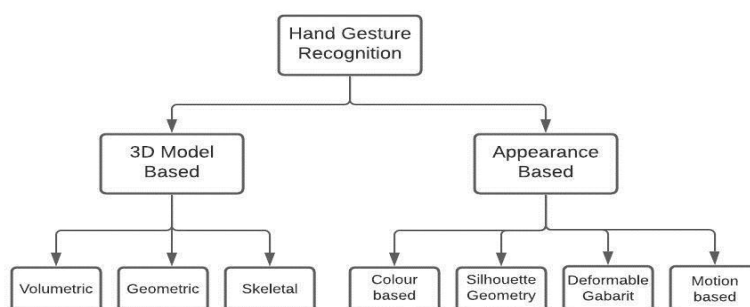 Hand Gesture
Recognition
3D Model
Based
Appearance
Based
Volumetric
Geometric
Skeletal
Colour
based
Silhouette
Geometry
Deformable
Gabarit
Motion
based